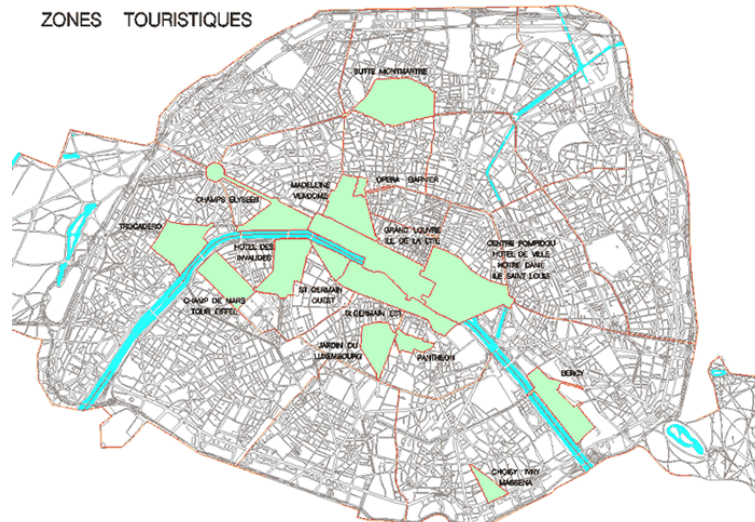 ZONES TOURISTIQUES
BUTTE MONTMARTRE
OPERA GARNIER
MADELEINE
VENDOME
CHAMPS ELYSEES
TROCADERO
GRAND LOUVRE
ILE DE LA CITE
CENTRE POMPIDOU
HOTEL DE VILLE
NOTRE DAME
ILE SAINT LOUIS
HOTEL DES
INVALIDES
ST GERMAIN
OUEST
CHAMP DE MARS
TOUR EIFFEL
ST GERMAIN EST
JARDIN DU
LUXEMBOURG
PANTHEON
BERCY
CHOISY IVRY
MASSENA